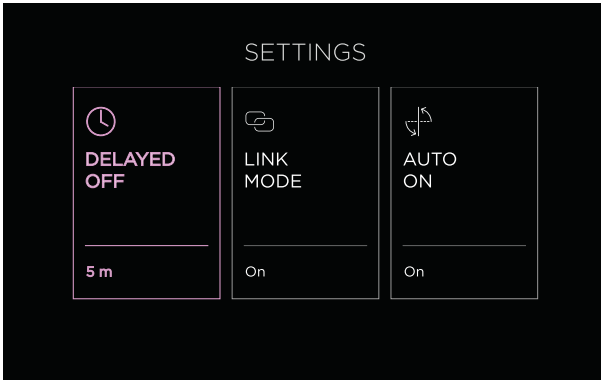 SETTINGS
DELAYED
OFF
5 m
LINK
MODE
On
AUTO
ON
On